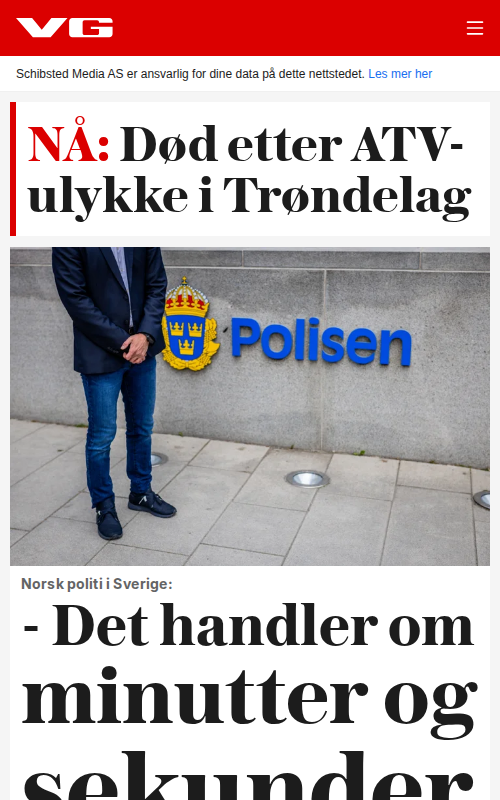 VG
Schibsted Media AS er ansvarlig for dine data på dette nettstedet. Les mer her
NÅ: Død etter ATV-
ulykke i Trøndelag
Polisen
Norsk politi i Sverige:
- Det handler om
minutter og
sekunder